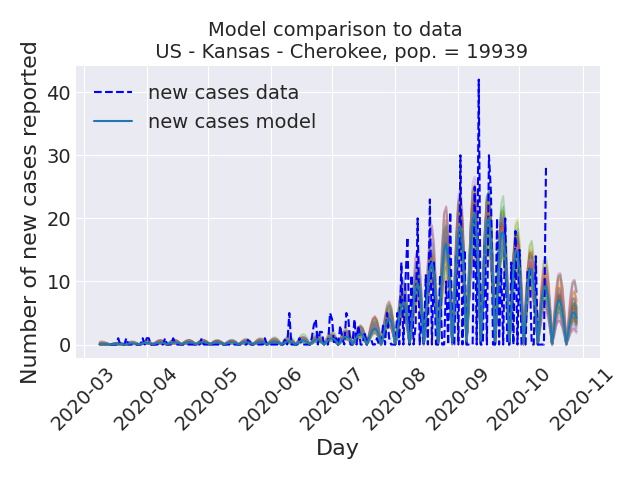 Model comparison to data
US - Kansas - Cherokee, pop. = 19939
Number of new cases reported
40
30
20
10
0
new cases data
new cases model
2020-03
2020-04
2020-05
2020-06
2020-07
2020-08
2020-09
2020-10
2020-11
Day